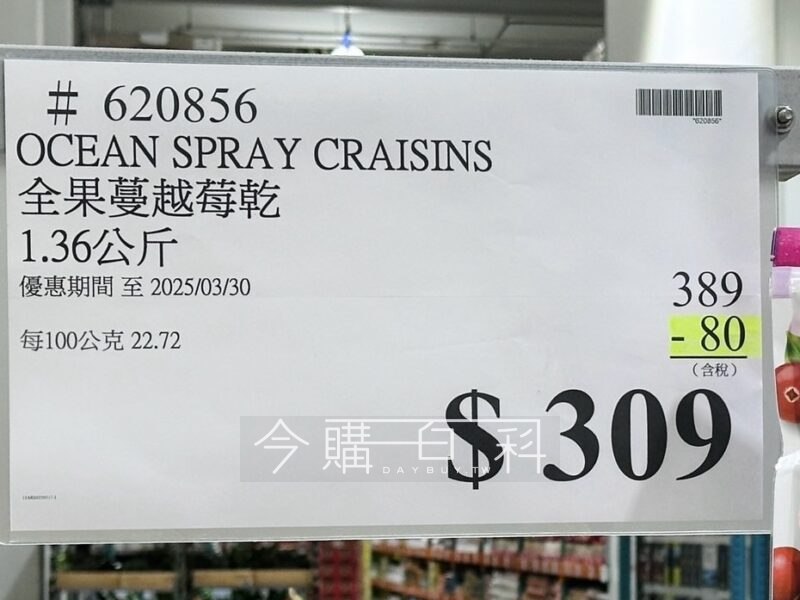 # 620856
*620856*
OCEAN SPRAY CRAISINS
全果蔓越莓乾
1.36公斤
優惠期間 至 2025/03/30
389
- 80
每100公克 22.72
(含稅)
$ 309
今購百科
DAYBUY.TW